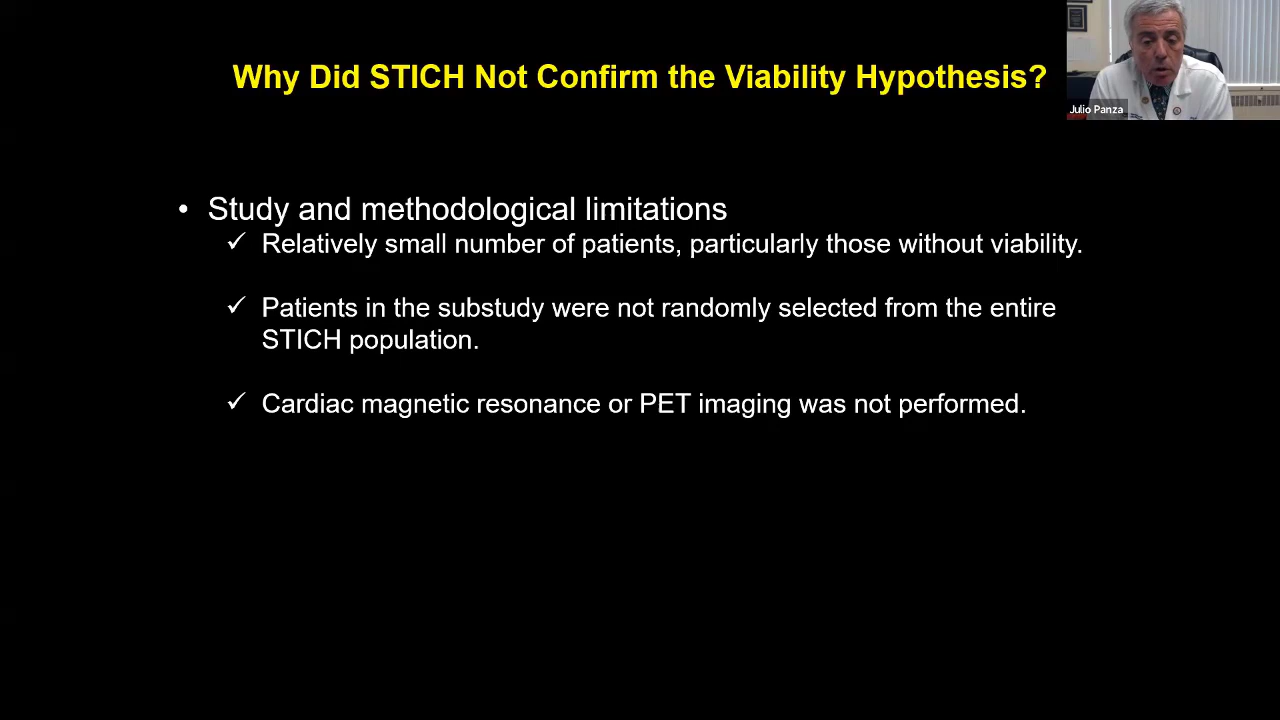 Why Did STICH Not Confirm the Viability Hypothesis?
Julio Panza
• Study and methodological limitations
✓ Relatively small number of patients, particularly those without viability.
✓ Patients in the substudy were not randomly selected from the entire
STICH population.
✓ Cardiac magnetic resonance or PET imaging was not performed.